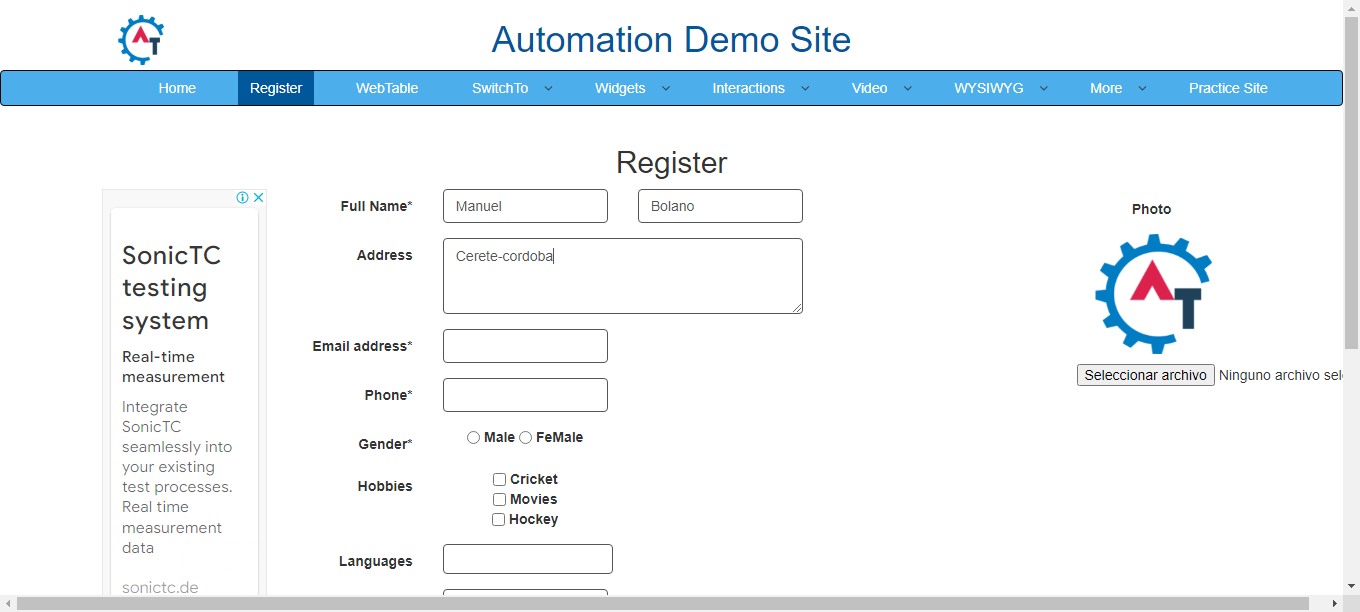 AT
Automation Demo Site
Home Register WebTable SwitchTo Widgets Interactions Video WYSIWYG More Practice Site
Register
SonicTC
testing
system
Real-time
measurement
Integrate
SonicTC
seamlessly into
your existing
test processes.
Real time
measurement
data
sonictc.de
Full Name* Manuel Bolano
Address Cerete-cordoba
Email address*
Phone*
Gender* Male FeMale
Hobbies Cricket
Movies
Hockey
Languages
Photo
AT
Seleccionar archivo Ninguno archivo sel